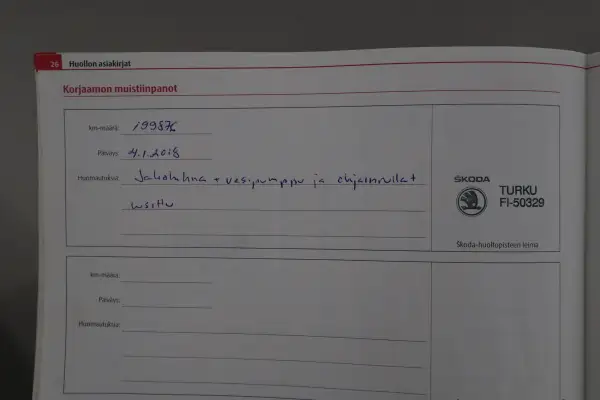 26 Huollon asiakirjat
Korjaamon muistiinpanot
km-määrä: 199876
Päiväys: 4.1.2018
Huomautuksia: Jakohihna + vesipumppu ja ohjainrullat
uusittu
ŠKODA
TURKU
FI-50329
Škoda-huoltopisteen leima
km-määrä:
Päiväys:
Huomautuksia: